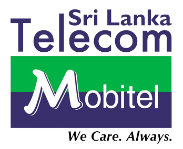 Sri Lanka
Telecom
Mobitel
We Care. Always.